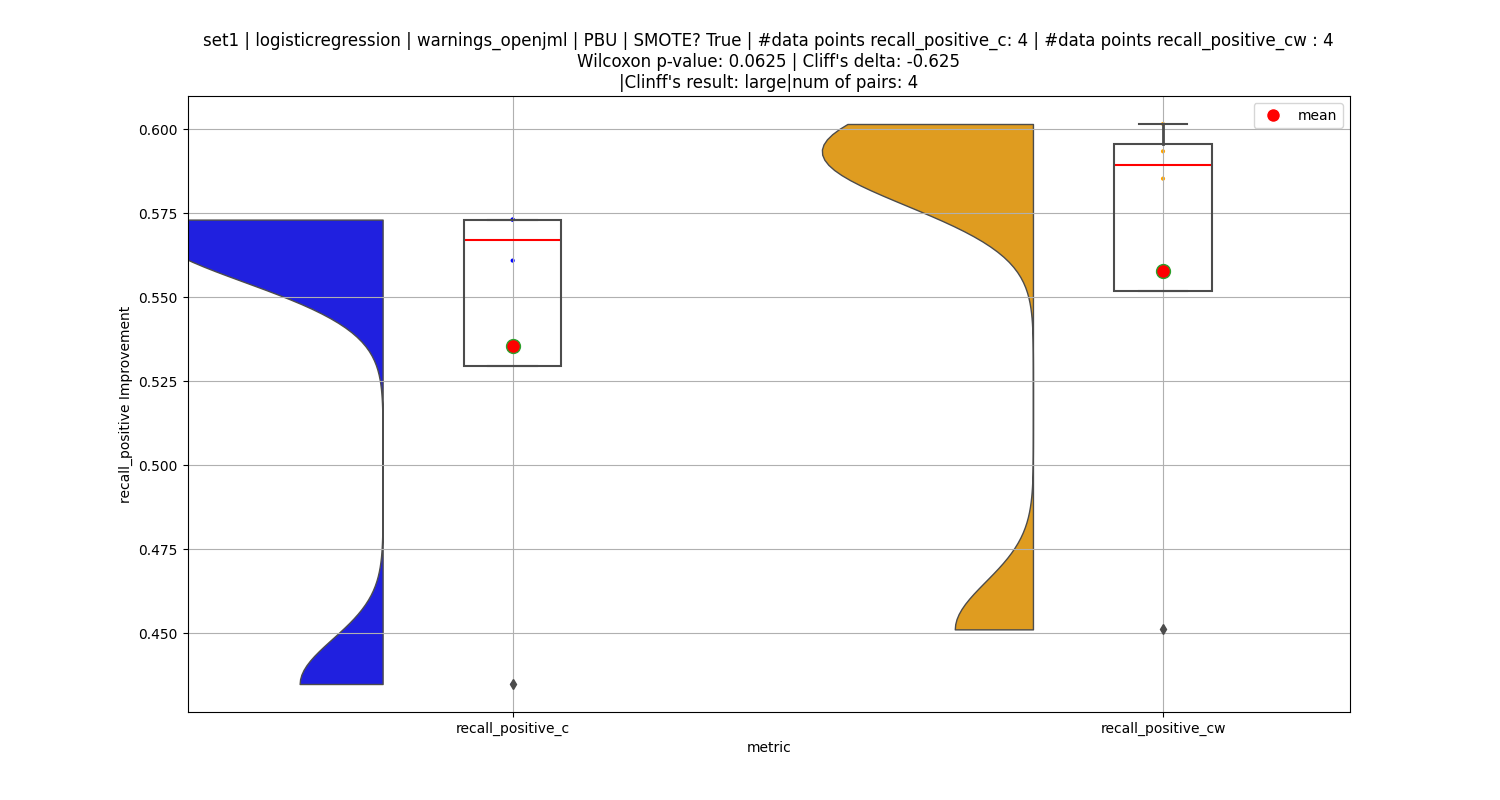 set1 | logisticregression | warnings_openjml | PBU | SMOTE? True | #data points recall_positive_c: 4 | #data points recall_positive_cw : 4
Wilcoxon p-value: 0.0625 | Cliff's delta: -0.625
|Clinff's result: large|num of pairs: 4
mean
0.600
0.575
0.550
0.525
0.500
0.475
0.450
recall_positive Improvement
recall_positive_c
recall_positive_cw
metric